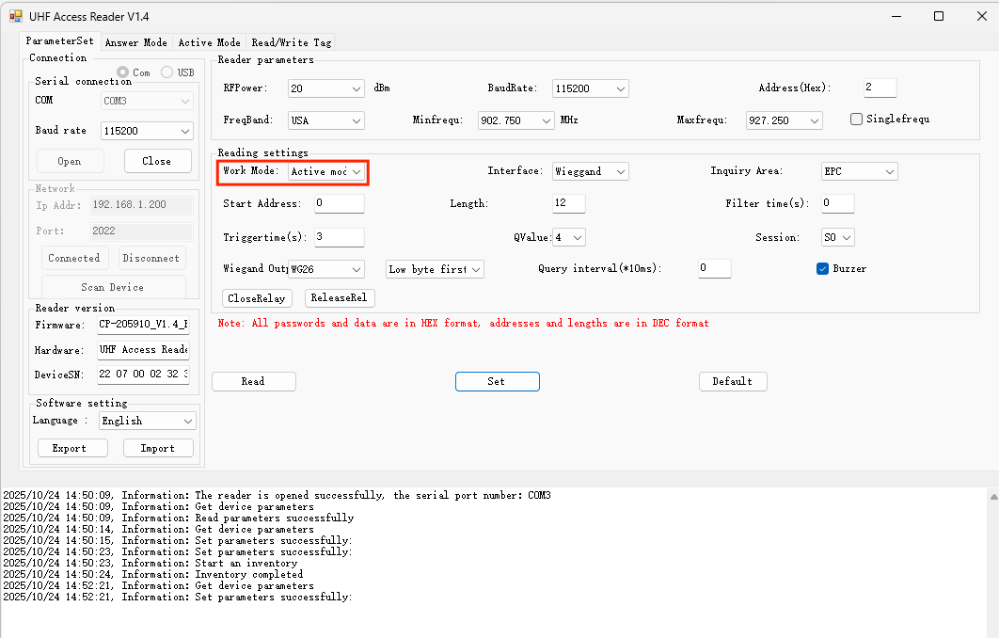 UHF Access Reader V1.4
ParameterSet Answer Mode Active Mode Read/Write Tag
Connection
Com USB
Serial connection
COM COM3
Baud rate 115200
Open Close
Network
Ip Addr: 192.168.1.200
Port: 2022
Connected Disconnect
Scan Device
Reader version
Firmware: CP-205910_V1.4_
Hardware: UHF Access Reade
DeviceSN: 22 07 00 02 32
Software setting
Language : English
Export Import
Reader parameters
RFPower: 20 dBm BaudRate: 115200 Address(Hex): 2
FreqBand: USA Minfrequ: 902.750 MHz Maxfrequ: 927.250 Singlefrequ
Reading settings
Work Mode: Active mod Interface: Wieggand Inquiry Area: EPC
Start Address: 0 Length: 12 Filter time(s): 0
Triggertime(s): 3 QValue: 4 Session: S0
Wiegand Outp WG26 Low byte first Query interval(*10ms): 0 Buzzer
CloseRelay ReleaseRel
Note: All passwords and data are in HEX format, addresses and lengths are in DEC format
Read Set Default
2025/10/24 14:50:09, Information: The reader is opened successfully, the serial port number: COM3
2025/10/24 14:50:09, Information: Get device parameters
2025/10/24 14:50:09, Information: Read parameters successfully
2025/10/24 14:50:14, Information: Get device parameters
2025/10/24 14:50:15, Information: Set parameters successfully:
2025/10/24 14:50:23, Information: Set parameters successfully:
2025/10/24 14:50:23, Information: Start an inventory
2025/10/24 14:50:24, Information: Inventory completed
2025/10/24 14:52:21, Information: Get device parameters
2025/10/24 14:52:21, Information: Set parameters successfully: